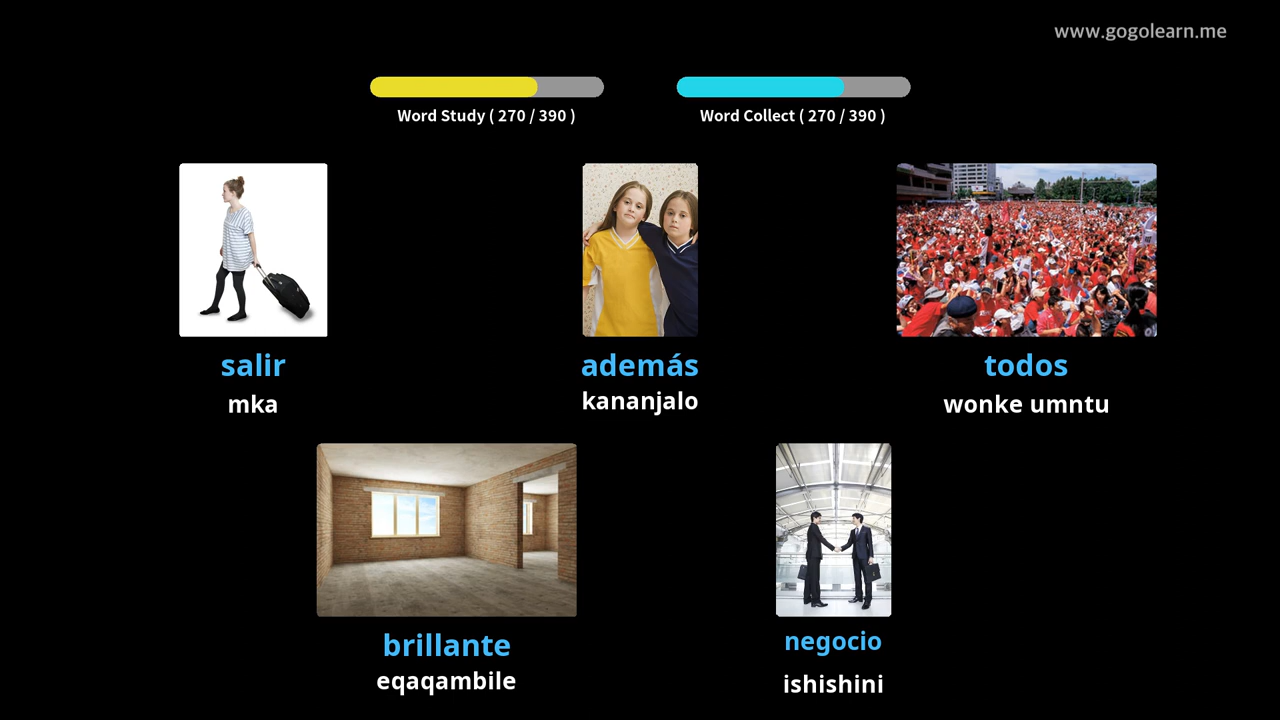 www.gogolearn.me
Word Study ( 270 / 390 )
Word Collect ( 270 / 390 )
salir
mka
además
kananjalo
todos
wonke umntu
brillante
eqaqambile
negocio
ishishini